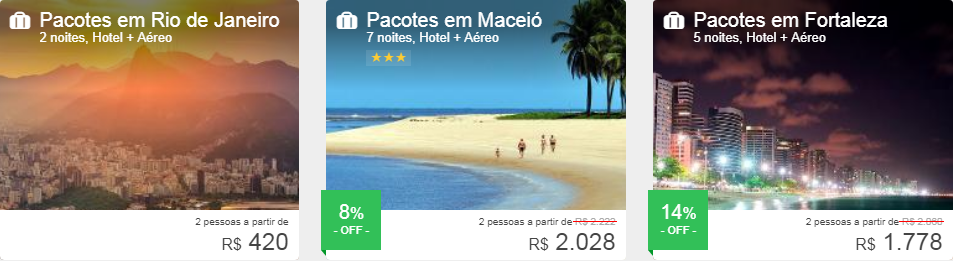 Pacotes em Rio de Janeiro
2 noites, Hotel + Aéreo
2 pessoas a partir de
R$ 420
Pacotes em Maceió
7 noites, Hotel + Aéreo
8%
- OFF -
2 pessoas a partir de R$ 2.222
R$ 2.028
Pacotes em Fortaleza
5 noites, Hotel + Aéreo
14%
- OFF -
2 pessoas a partir de
R$ 1.778